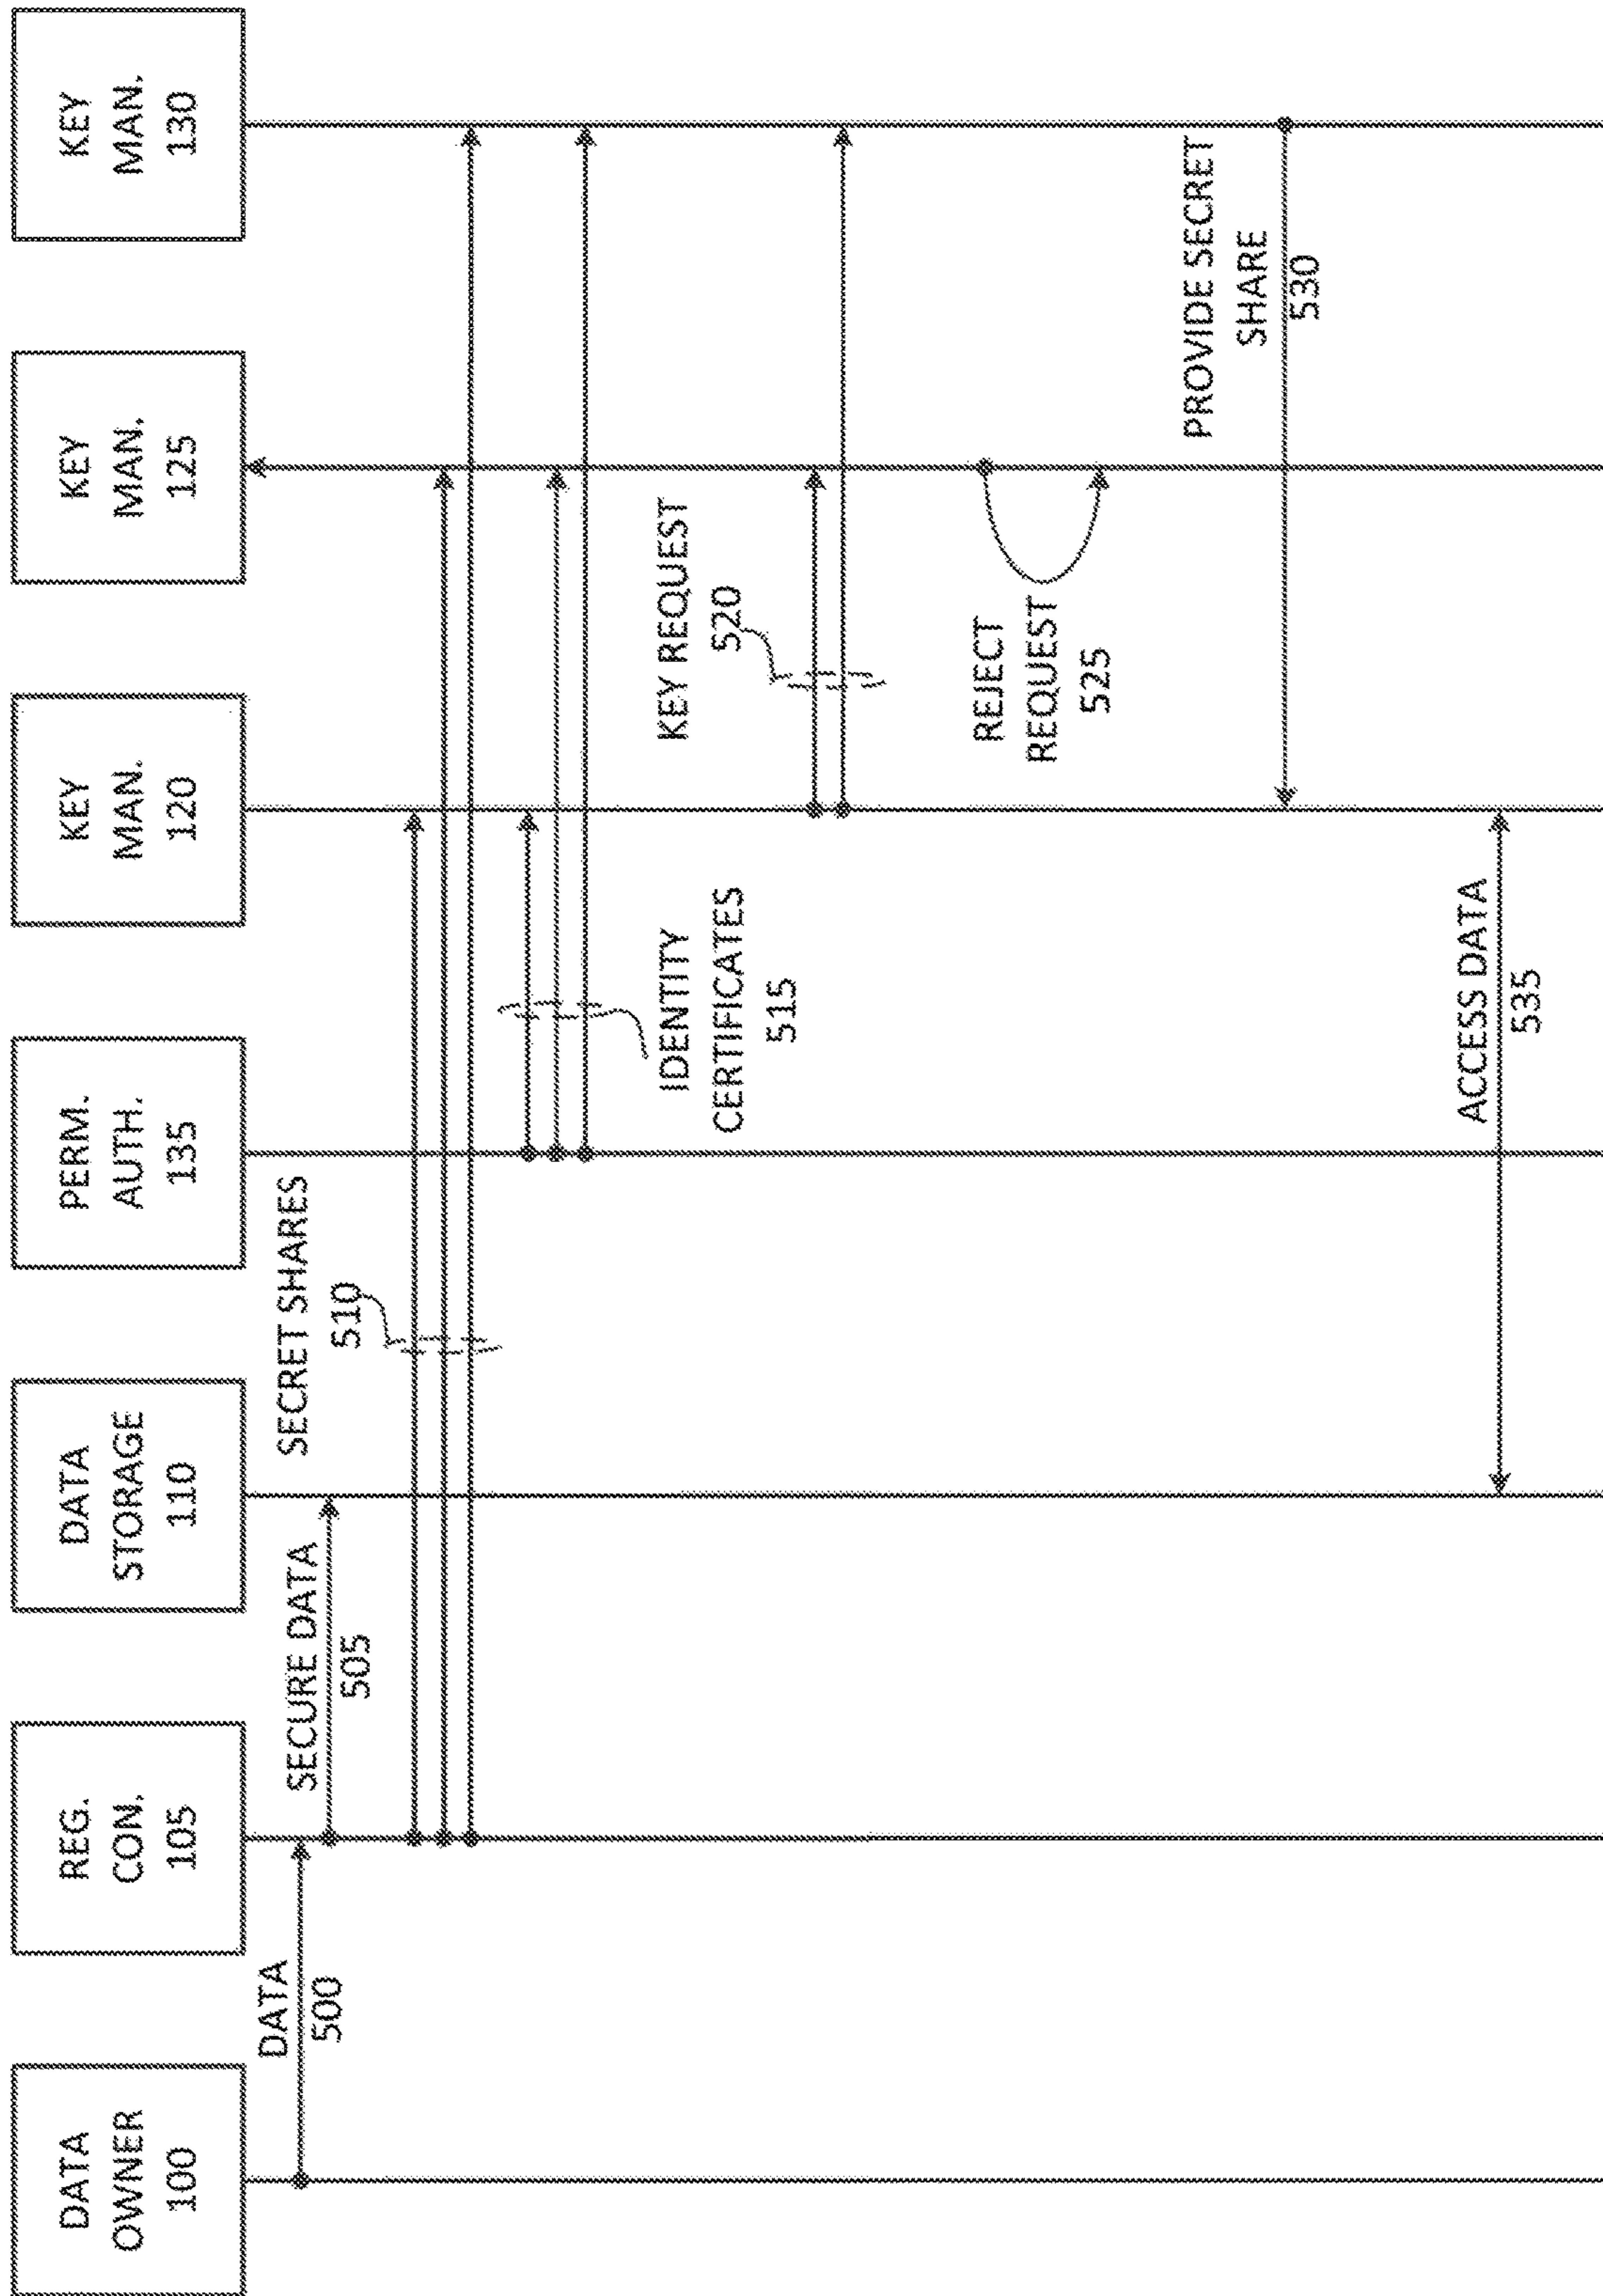 DATA
OWNER
100
REG.
CON.
105
DATA
STORAGE
110
PERM.
AUTH.
135
KEY
MAN.
120
KEY
MAN.
125
KEY
MAN.
130
DATA
500
SECURE DATA
505
SECRET SHARES
510
IDENTITY
CERTIFICATES
515
KEY REQUEST
520
REJECT
REQUEST
525
PROVIDE SECRET
SHARE
530
ACCESS DATA
535